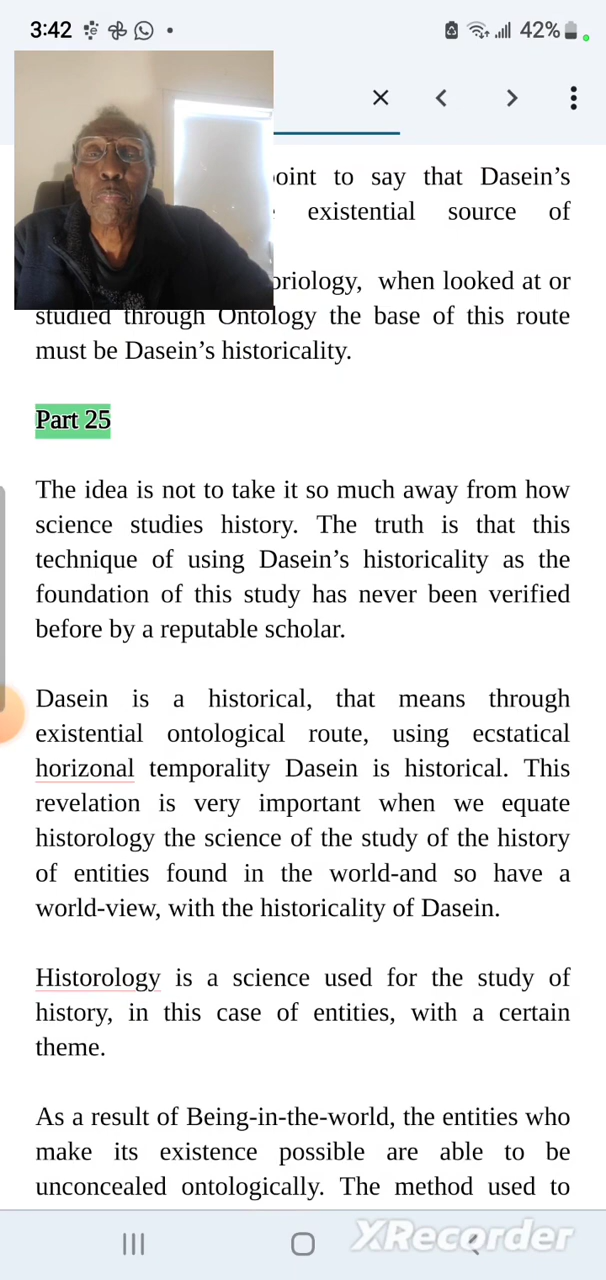 3:42 42%
oint to say that Dasein’s
existential source of
oriology, when looked at or
studied through Ontology the base of this route
must be Dasein’s historicality.
Part 25
The idea is not to take it so much away from how
science studies history. The truth is that this
technique of using Dasein’s historicality as the
foundation of this study has never been verified
before by a reputable scholar.
Dasein is a historical, that means through
existential ontological route, using ecstatical
horizonal temporality Dasein is historical. This
revelation is very important when we equate
historology the science of the study of the history
of entities found in the world-and so have a
world-view, with the historicality of Dasein.
Historology is a science used for the study of
history, in this case of entities, with a certain
theme.
As a result of Being-in-the-world, the entities who
make its existence possible are able to be
unconcealed ontologically. The method used to
XRecorder